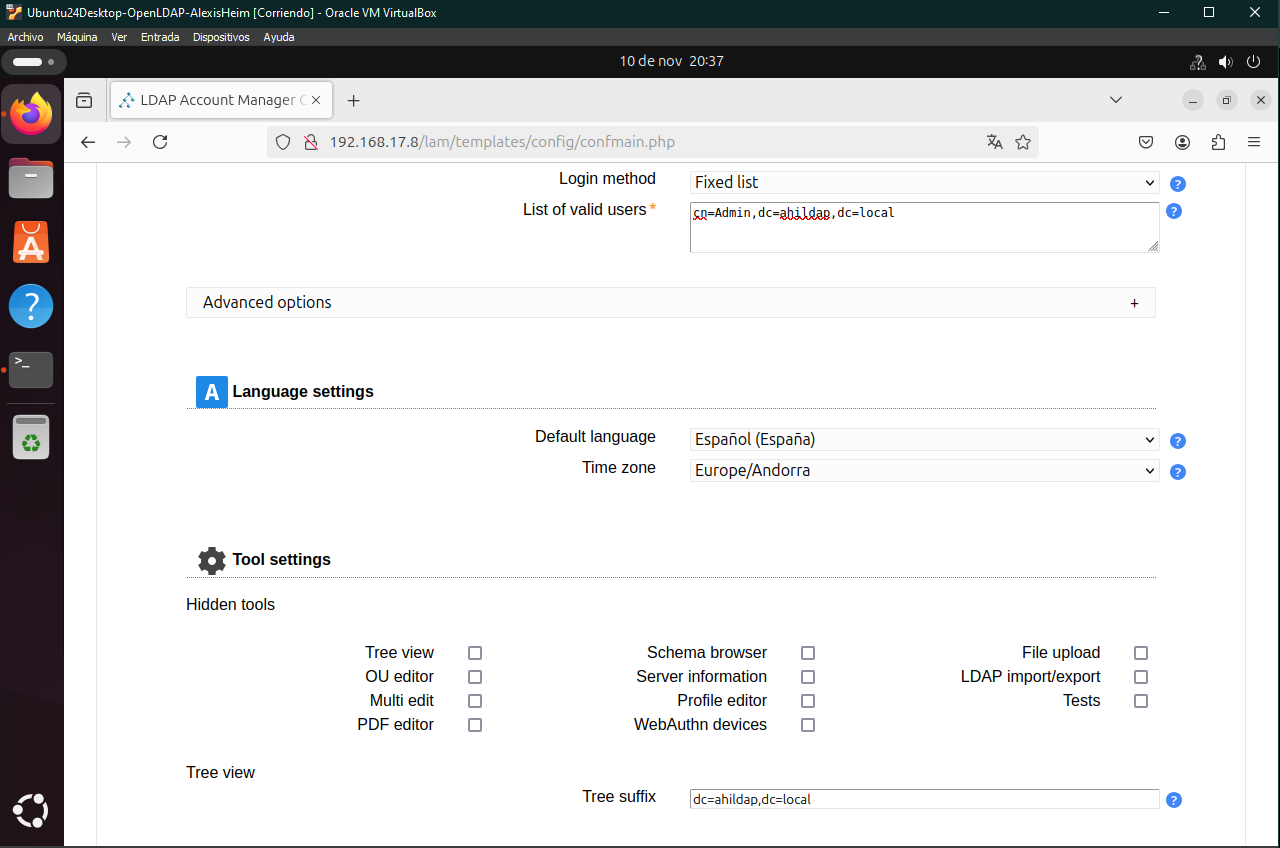 Ubuntu24Desktop-OpenLDAP-AlexisHeim [Corriendo] - Oracle VM VirtualBox
Archivo Máquina Ver Entrada Dispositivos Ayuda
10 de nov 20:37
LDAP Account Manager C
192.168.17.8/lam/templates/config/confmain.php
Login method Fixed list
List of valid users* cn=Admin,dc=ahildap,dc=local
Advanced options +
A Language settings
Default language Español (España)
Time zone Europe/Andorra
Tool settings
Hidden tools
Tree view Schema browser File upload
OU editor Server information LDAP import/export
Multi edit Profile editor Tests
PDF editor WebAuthn devices
Tree view
Tree suffix dc=ahildap,dc=local